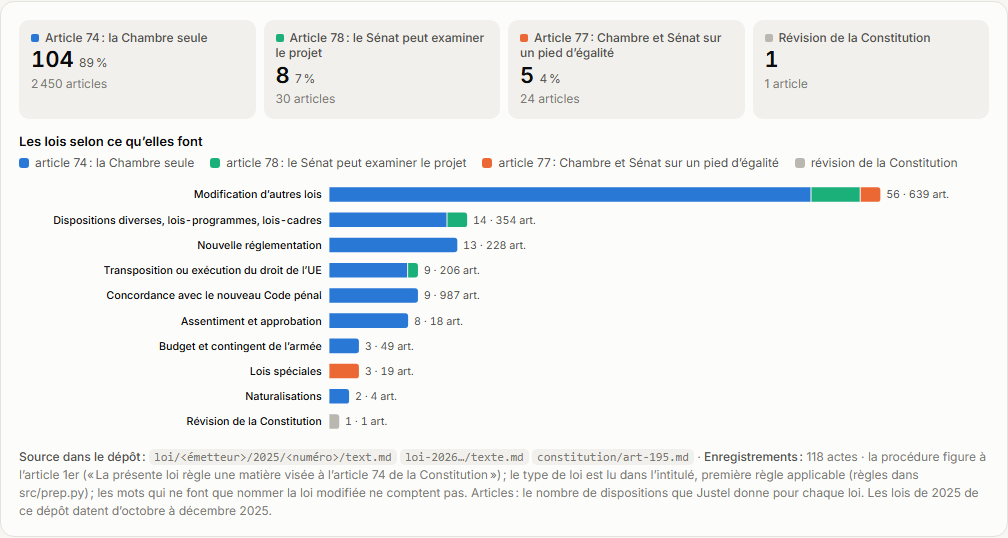 Article 74 : la Chambre seule
104 89 %
2 450 articles
Article 78 : le Sénat peut examiner
le projet
8 7 %
30 articles
Article 77 : Chambre et Sénat sur
un pied d’égalité
5 4 %
24 articles
Révision de la Constitution
1
1 article
Les lois selon ce qu’elles font
article 74 : la Chambre seule article 78 : le Sénat peut examiner le projet article 77 : Chambre et Sénat sur un pied d’égalité révision de la Constitution
Modification d’autres lois 56 · 639 art.
Dispositions diverses, lois-programmes, lois-cadres 14 · 354 art.
Nouvelle réglementation 13 · 228 art.
Transposition ou exécution du droit de l’UE 9 · 206 art.
Concordance avec le nouveau Code pénal 9 · 987 art.
Assentiment et approbation 8 · 18 art.
Budget et contingent de l’armée 3 · 49 art.
Lois spéciales 3 · 19 art.
Naturalisations 2 · 4 art.
Révision de la Constitution 1 · 1 art.
Source dans le dépôt : loi/<émetteur>/2025/<numéro>/text.md loi-2026…/texte.md constitution/art-195.md · Enregistrements : 118 actes · la procédure figure à
l’article 1er (« La présente loi règle une matière visée à l’article 74 de la Constitution ») ; le type de loi est lu dans l’intitulé, première règle applicable (règles dans
src/prep.py) ; les mots qui ne font que nommer la loi modifiée ne comptent pas. Articles : le nombre de dispositions que Justel donne pour chaque loi. Les lois de 2025 de
ce dépôt datent d’octobre à décembre 2025.